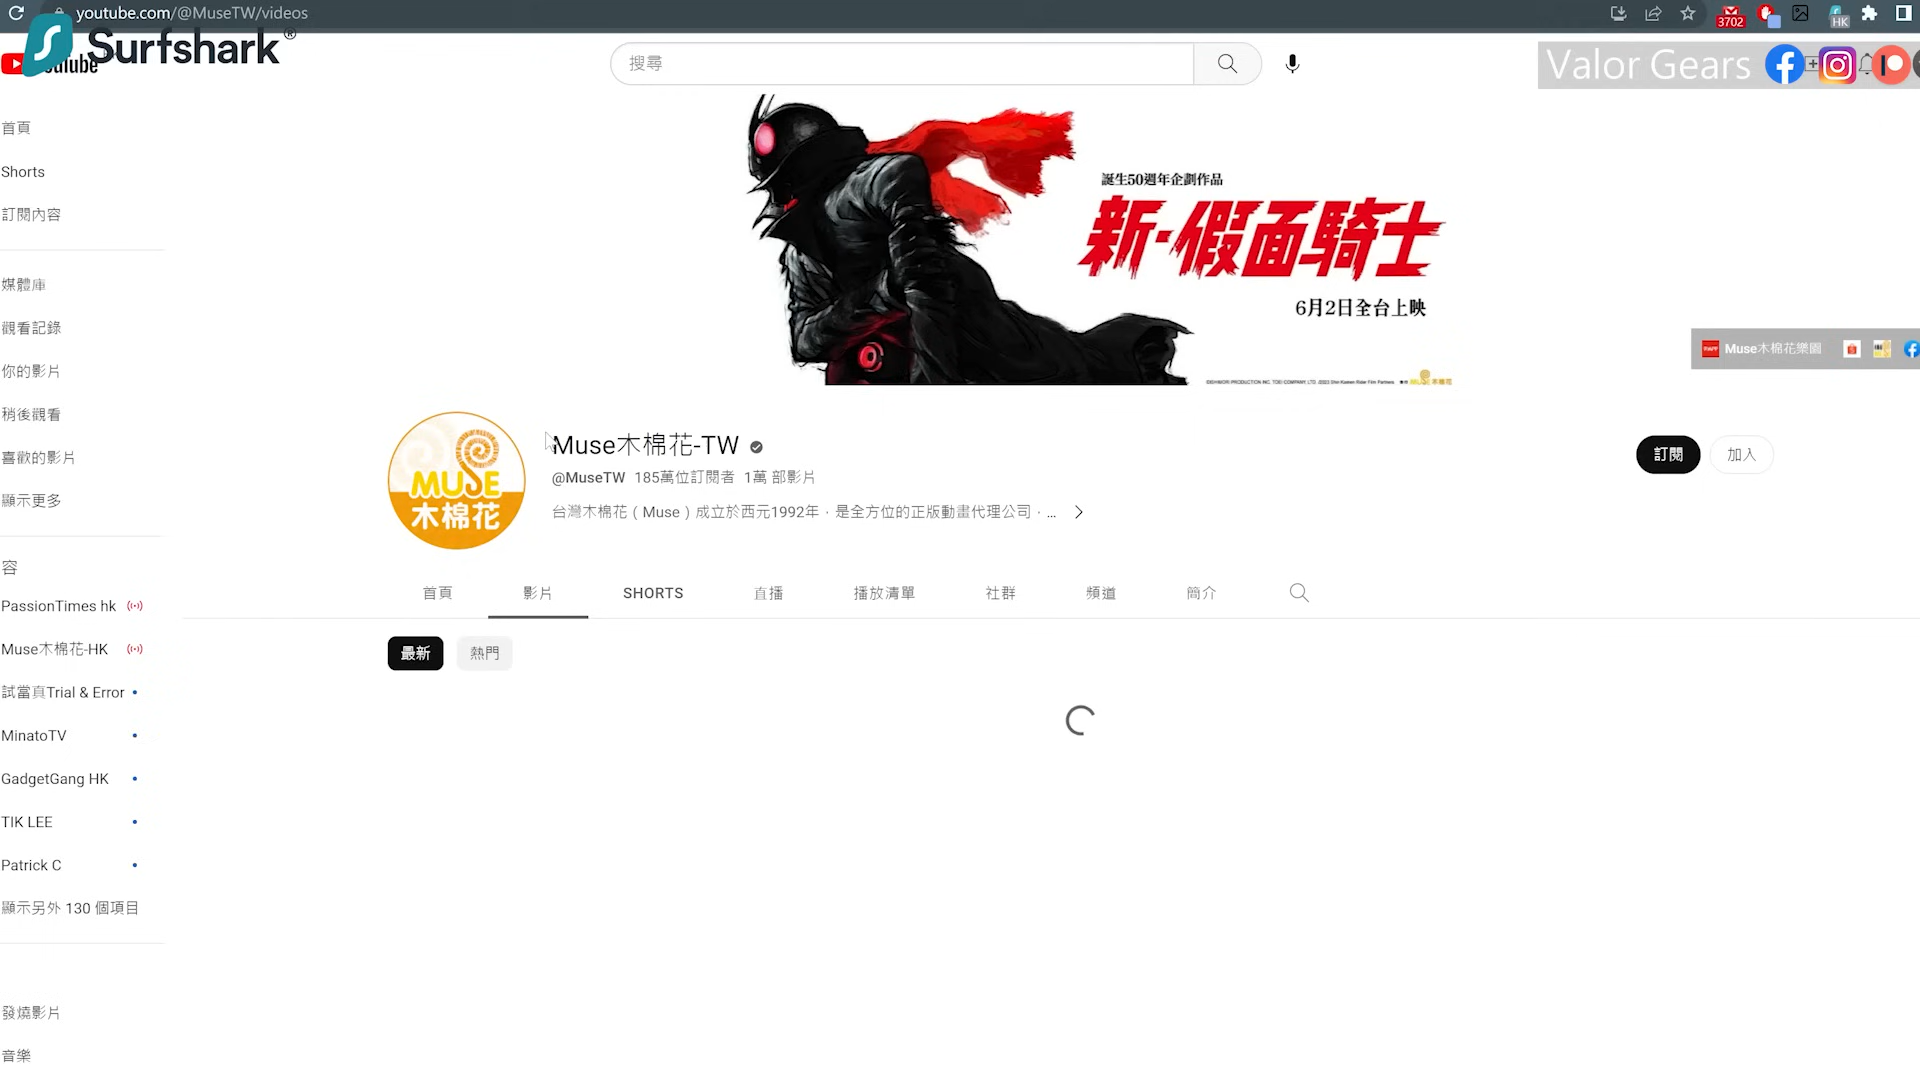 youtube.com/@MuseTW/videos
3702
HK
Surfshark®
搜尋
Valor Gears
首頁
Shorts
訂閱內容
媒體庫
觀看記錄
你的影片
稍後觀看
喜歡的影片
顯示更多
容
PassionTimes hk
Muse木棉花-HK
試當真Trial & Error
MinatoTV
GadgetGang HK
TIK LEE
Patrick C
顯示另外 130 個項目
發燒影片
音樂
誕生50週年企劃作品
新·假面騎士
6月2日全台上映
Muse木棉花樂園
MUSE
木棉花
Muse木棉花-TW
@MuseTW 185萬位訂閱者 1萬 部影片
台灣木棉花 ( Muse ) 成立於西元1992年，是全方位的正版動畫代理公司，...
訂閱
加入
首頁
影片
SHORTS
直播
播放清單
社群
頻道
簡介
最新
熱門